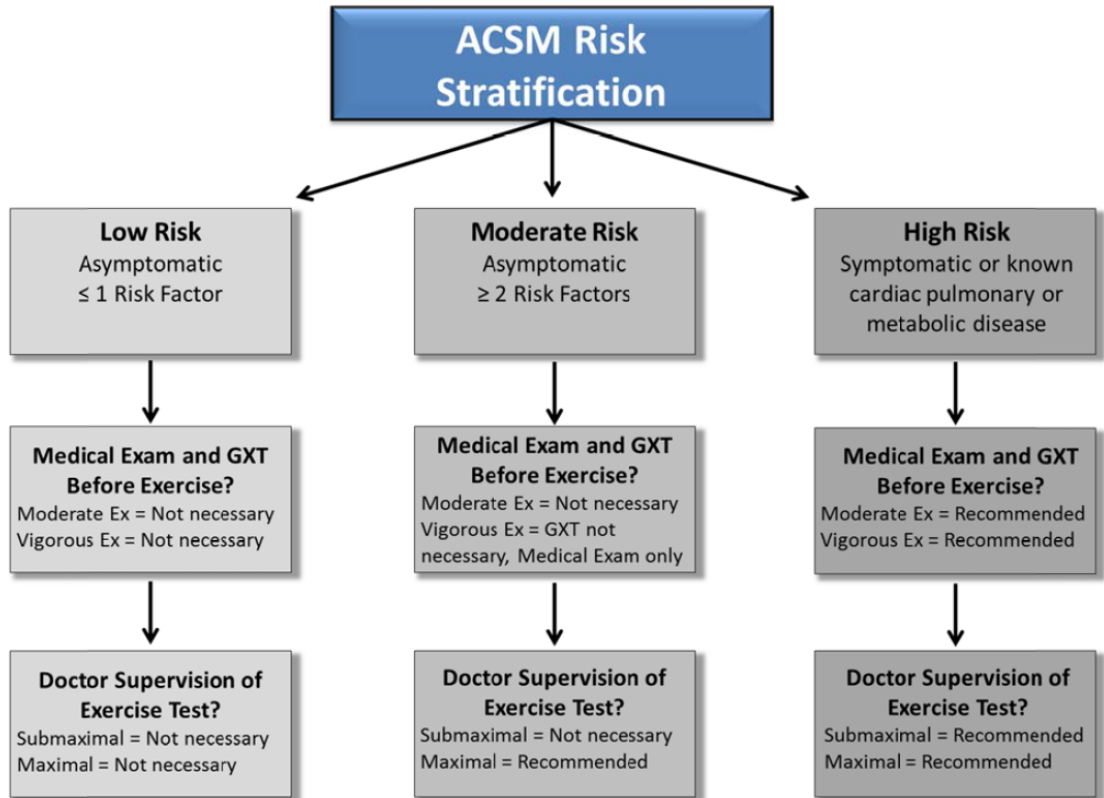 ACSM Risk
Stratification
Low Risk
Asymptomatic
≤ 1 Risk Factor
Moderate Risk
Asymptomatic
≥ 2 Risk Factors
High Risk
Symptomatic or known
cardiac pulmonary or
metabolic disease
Medical Exam and GXT
Before Exercise?
Moderate Ex = Not necessary
Vigorous Ex = Not necessary
Medical Exam and GXT
Before Exercise?
Moderate Ex = Not necessary
Vigorous Ex = GXT not
necessary, Medical Exam only
Medical Exam and GXT
Before Exercise?
Moderate Ex = Recommended
Vigorous Ex = Recommended
Doctor Supervision of
Exercise Test?
Submaximal = Not necessary
Maximal = Not necessary
Doctor Supervision of
Exercise Test?
Submaximal = Not necessary
Maximal = Recommended
Doctor Supervision of
Exercise Test?
Submaximal = Recommended
Maximal = Recommended